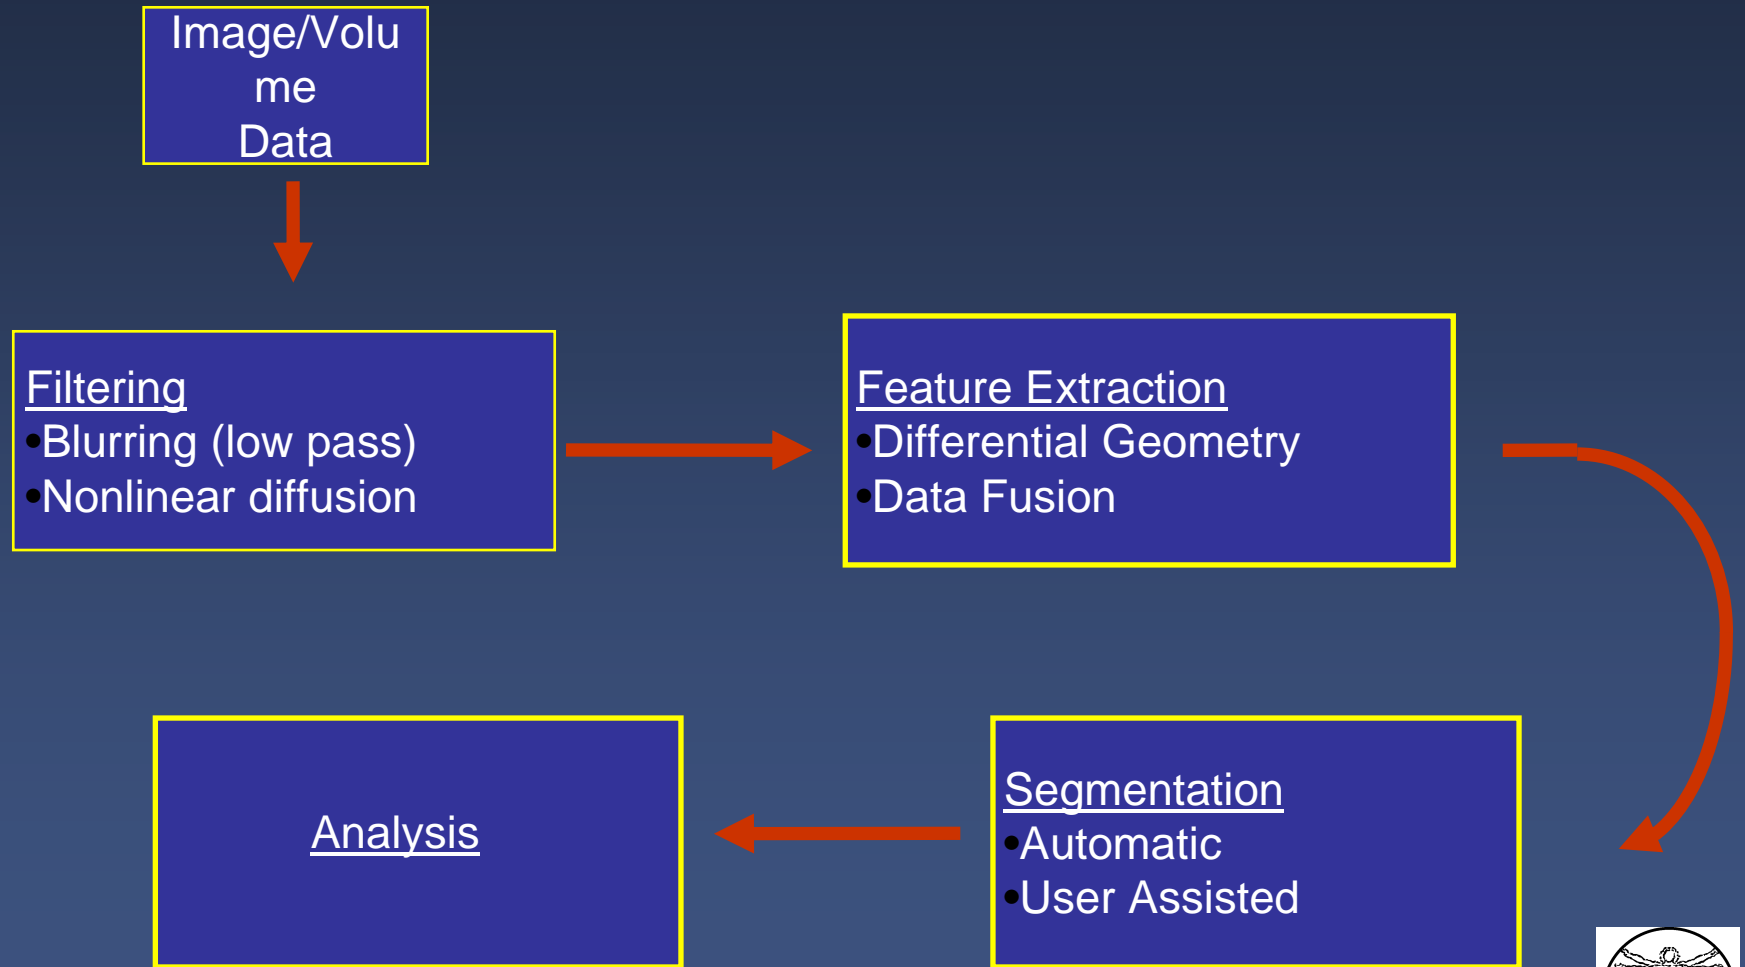 Image/Volu
me
Data
Filtering
•Blurring (low pass)
•Nonlinear diffusion
Feature Extraction
•Differential Geometry
•Data Fusion
Segmentation
•Automatic
•User Assisted
Analysis